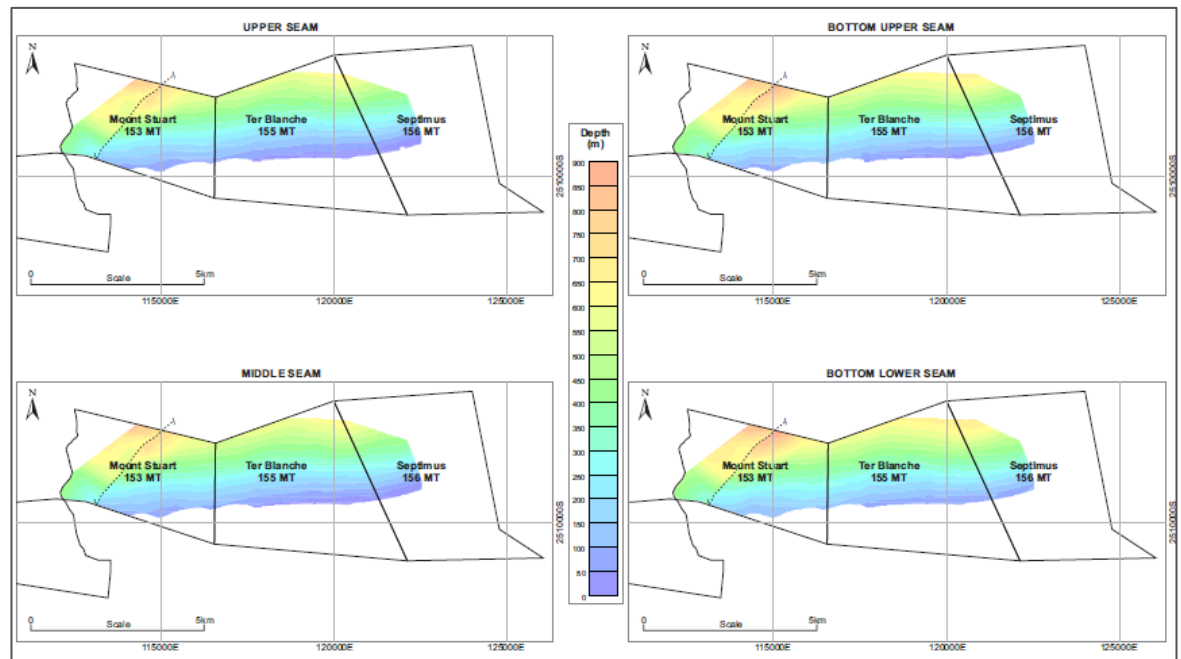 UPPER SEAM
N
Mount Stuart
153 MT
Ter Blanche
155 MT
Septimus
156 MT
2510000S
0
Scale
5km
115000E
120000E
125000E
BOTTOM UPPER SEAM
N
Mount Stuart
153 MT
Ter Blanche
155 MT
Septimus
156 MT
2510000S
0
Scale
5km
115000E
120000E
125000E
Depth
(m)
900
850
800
750
700
650
600
550
500
450
400
350
300
250
200
150
100
50
0
MIDDLE SEAM
N
Mount Stuart
153 MT
Ter Blanche
155 MT
Septimus
156 MT
2510000S
0
Scale
5km
115000E
120000E
125000E
BOTTOM LOWER SEAM
N
Mount Stuart
153 MT
Ter Blanche
155 MT
Septimus
156 MT
2510000S
0
Scale
5km
115000E
120000E
125000E